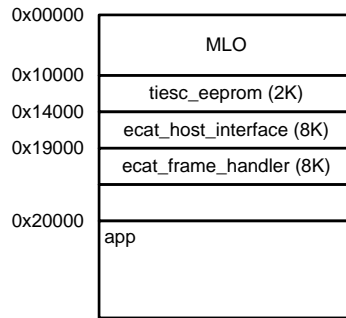 0x00000
MLO
0x10000
tiesc_eeprom (2K)
0x14000
ecat_host_interface (8K)
0x19000
ecat_frame_handler (8K)
0x20000
app